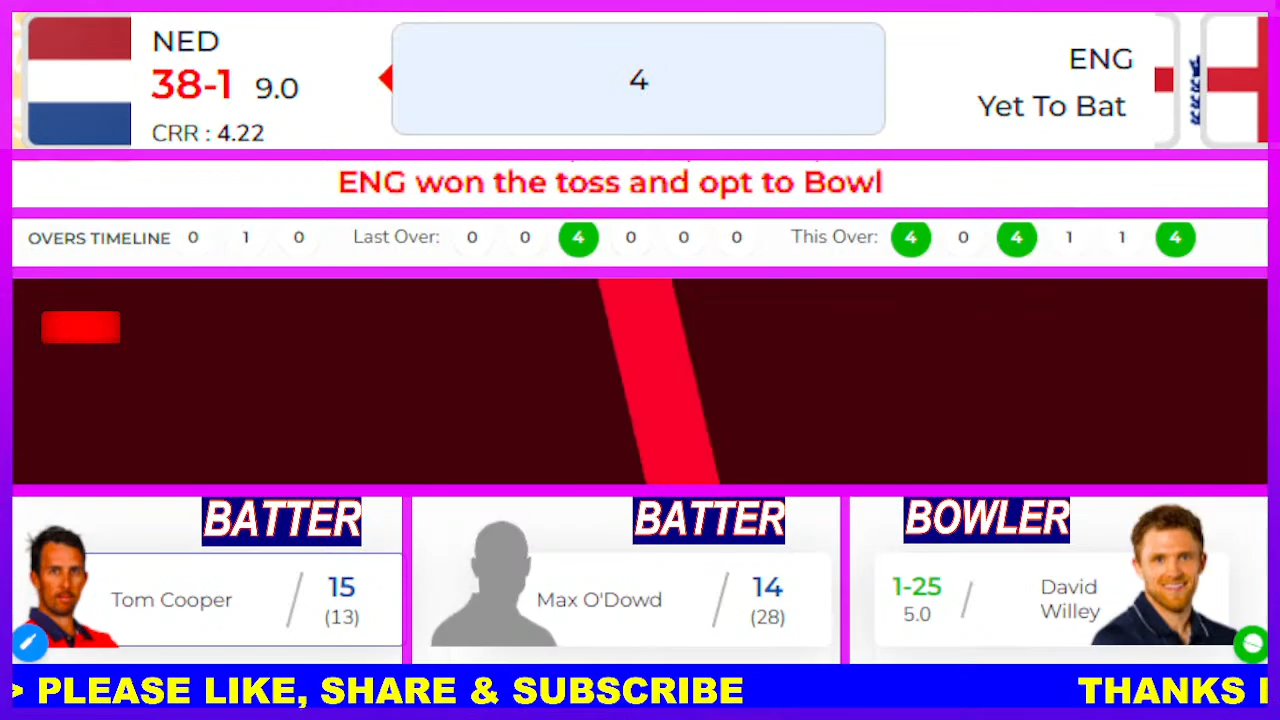 NED
38-1 9.0
CRR : 4.22
4
ENG
Yet To Bat
ENG won the toss and opt to Bowl
OVERS TIMELINE 0 1 0 Last Over: 0 0 4 0 0 0 This Over: 4 0 4 1 1 4
BATTER
Tom Cooper / 15
(13)
BATTER
Max O'Dowd / 14
(28)
BOWLER
1-25
5.0 / David
Willey
> PLEASE LIKE, SHARE & SUBSCRIBE THANKS